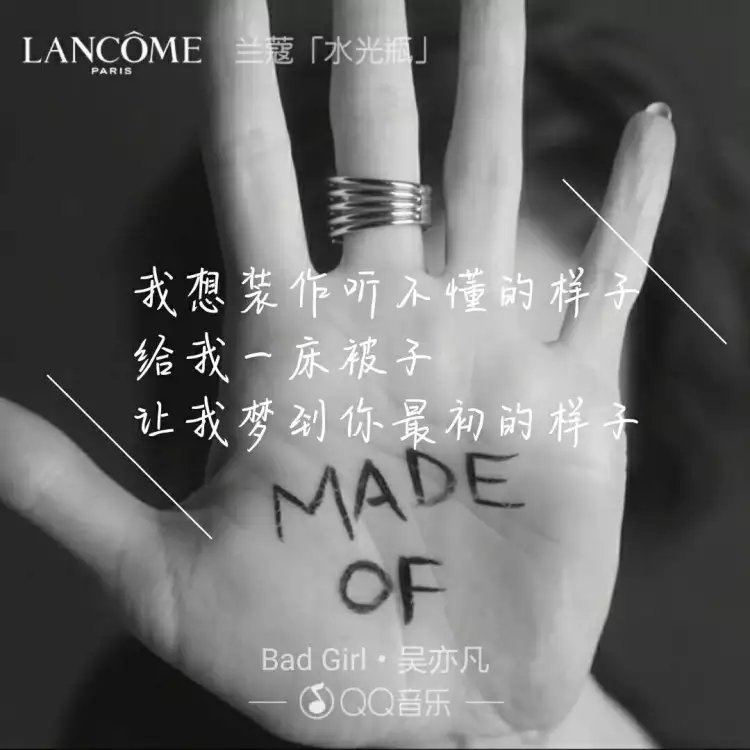 LANCÔME 兰蔻「水光瓶」
PARIS
我想装作听不懂的样子
给我一床被子
让我梦到你最初的样子
MADE
OF
Bad Girl·吴亦凡
QQ音乐